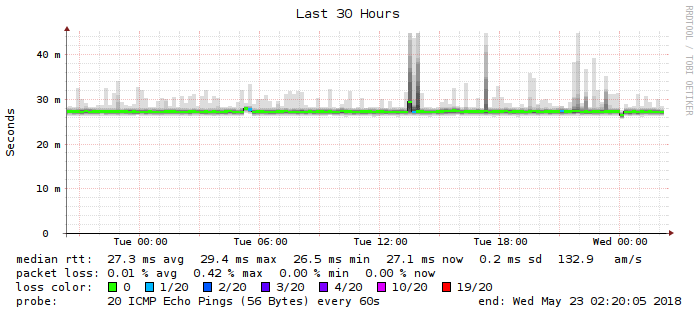 Last 30 Hours
RRDTOOL / TOBI OETIKER
Seconds
40 m
30 m
20 m
10 m
0
Tue 00:00 Tue 06:00 Tue 12:00 Tue 18:00 Wed 00:00
median rtt: 27.3 ms avg 29.4 ms max 26.5 ms min 27.1 ms now 0.2 ms sd 132.9 am/s
packet loss: 0.01 % avg 0.42 % max 0.00 % min 0.00 % now
loss color: 0 1/20 2/20 3/20 4/20 10/20 19/20
probe: 20 ICMP Echo Pings (56 Bytes) every 60s end: Wed May 23 02:20:05 2018